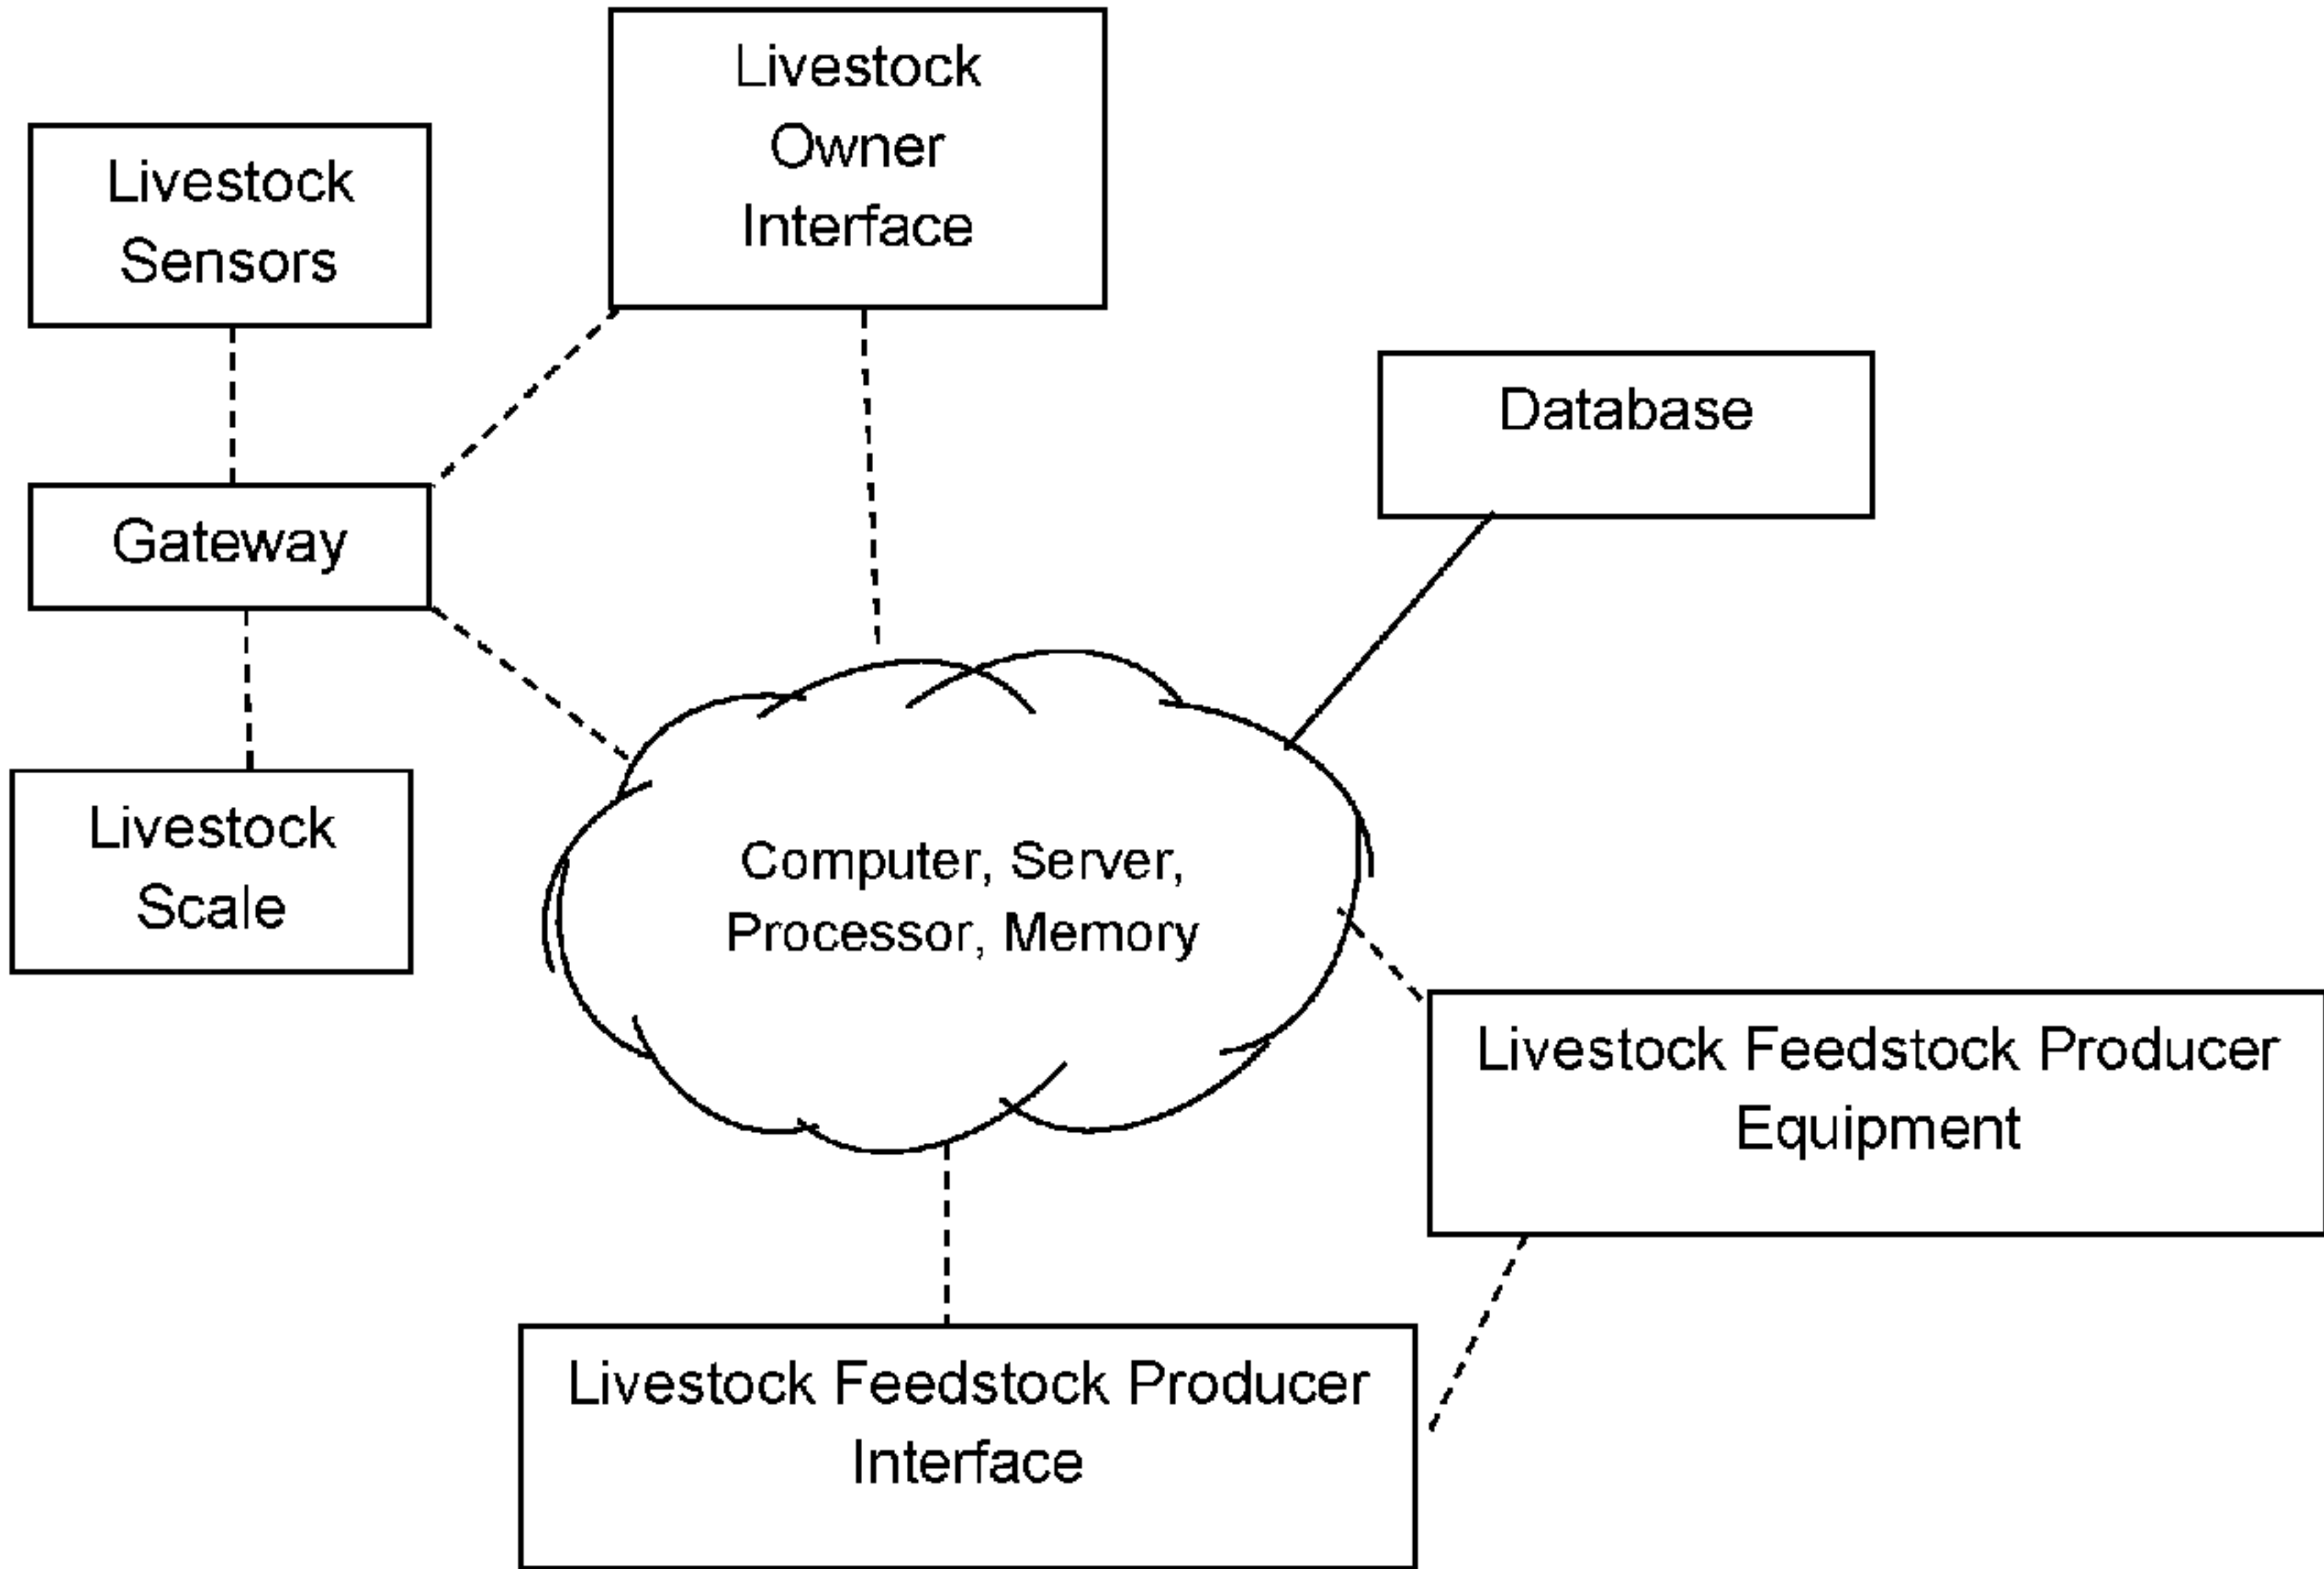 Livestock
Owner
Interface
Livestock
Sensors
Database
Gateway
Livestock
Scale
Computer, Server,
Processor, Memory
Livestock Feedstock Producer
Equipment
Livestock Feedstock Producer
Interface